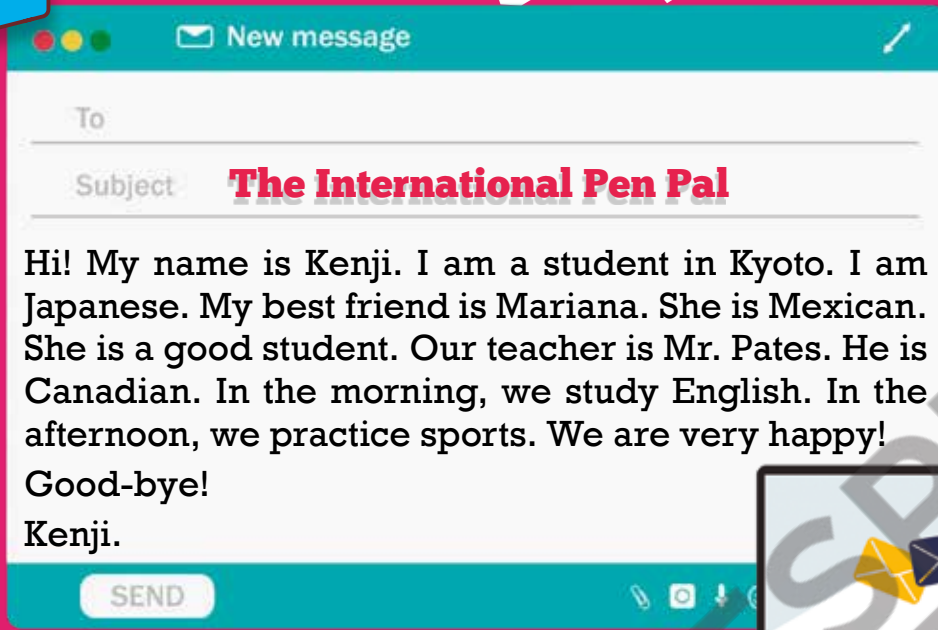 New message
To
Subject The International Pen Pal
Hi! My name is Kenji. I am a student in Kyoto. I am
Japanese. My best friend is Mariana. She is Mexican.
She is a good student. Our teacher is Mr. Pates. He is
Canadian. In the morning, we study English. In the
afternoon, we practice sports. We are very happy!
Good-bye!
Kenji.
SEND